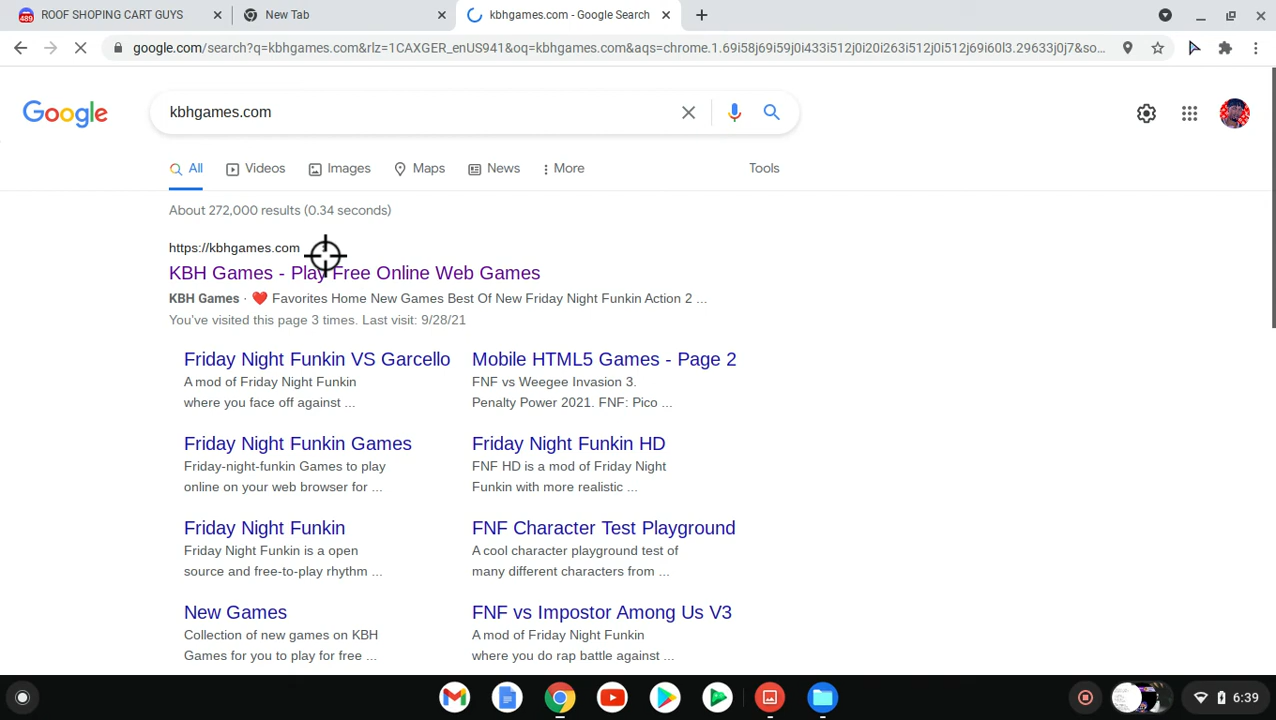 ROOF SHOPING CART GUYS
New Tab
kbhgames.com - Google Search
google.com/search?q=kbhgames.com&rlz=1CAXGER_enUS941&oq=kbhgames.com&aqs=chrome.1.69i58j69i59j0i433i512j0i20i263i512j0i512j69i60l3.29633j0j7&so...
Google
kbhgames.com
All
Videos
Images
Maps
News
More
Tools
About 272,000 results (0.34 seconds)
https://kbhgames.com
KBH Games - Play Free Online Web Games
KBH Games · ❤️ Favorites Home New Games Best Of New Friday Night Funkin Action 2 ...
You've visited this page 3 times. Last visit: 9/28/21
Friday Night Funkin VS Garcello
A mod of Friday Night Funkin
where you face off against ...
Mobile HTML5 Games - Page 2
FNF vs Weegee Invasion 3.
Penalty Power 2021. FNF: Pico ...
Friday Night Funkin Games
Friday-night-funkin Games to play
online on your web browser for ...
Friday Night Funkin HD
FNF HD is a mod of Friday Night
Funkin with more realistic ...
Friday Night Funkin
Friday Night Funkin is a open
source and free-to-play rhythm ...
FNF Character Test Playground
A cool character playground test of
many different characters from ...
New Games
Collection of new games on KBH
Games for you to play for free ...
FNF vs Impostor Among Us V3
A mod of Friday Night Funkin
where you do rap battle against ...
6:39